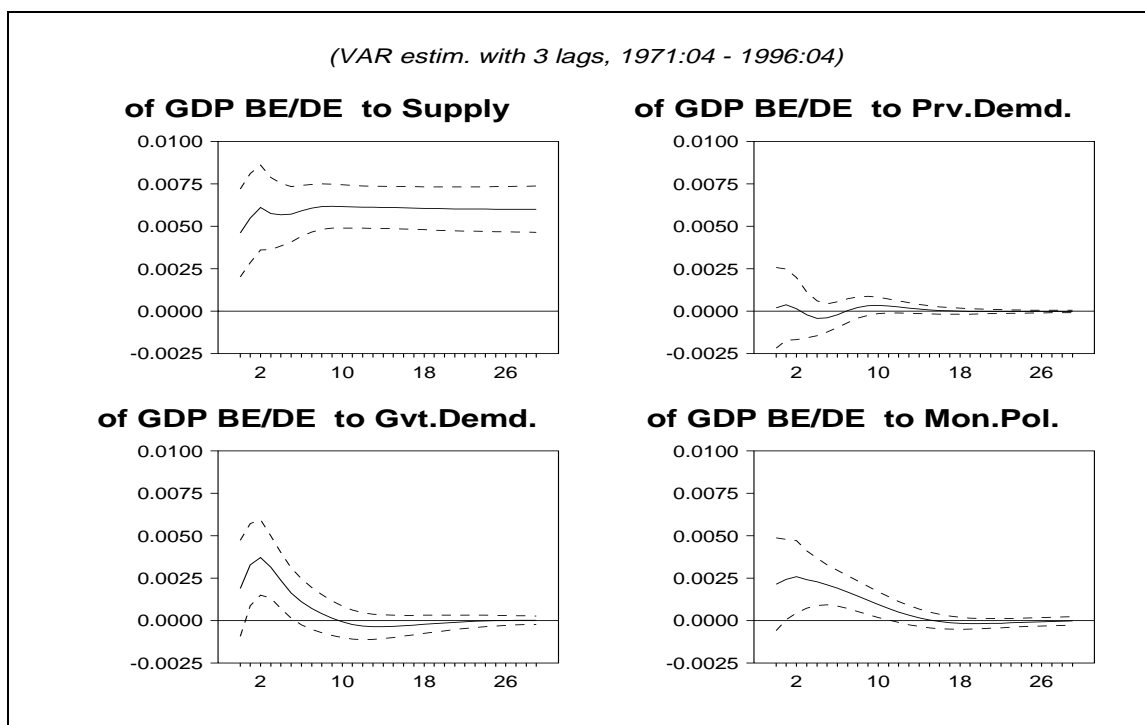 (VAR estim. with 3 lags, 1971:04 - 1996:04)
of GDP BE/DE to Supply
0.0100
0.0075
0.0050
0.0025
0.0000
-0.0025
2 10 18 26
of GDP BE/DE to Prv.Demd.
0.0100
0.0075
0.0050
0.0025
0.0000
-0.0025
2 10 18 26
of GDP BE/DE to Gvt.Demd.
0.0100
0.0075
0.0050
0.0025
0.0000
-0.0025
2 10 18 26
of GDP BE/DE to Mon.Pol.
0.0100
0.0075
0.0050
0.0025
0.0000
-0.0025
2 10 18 26